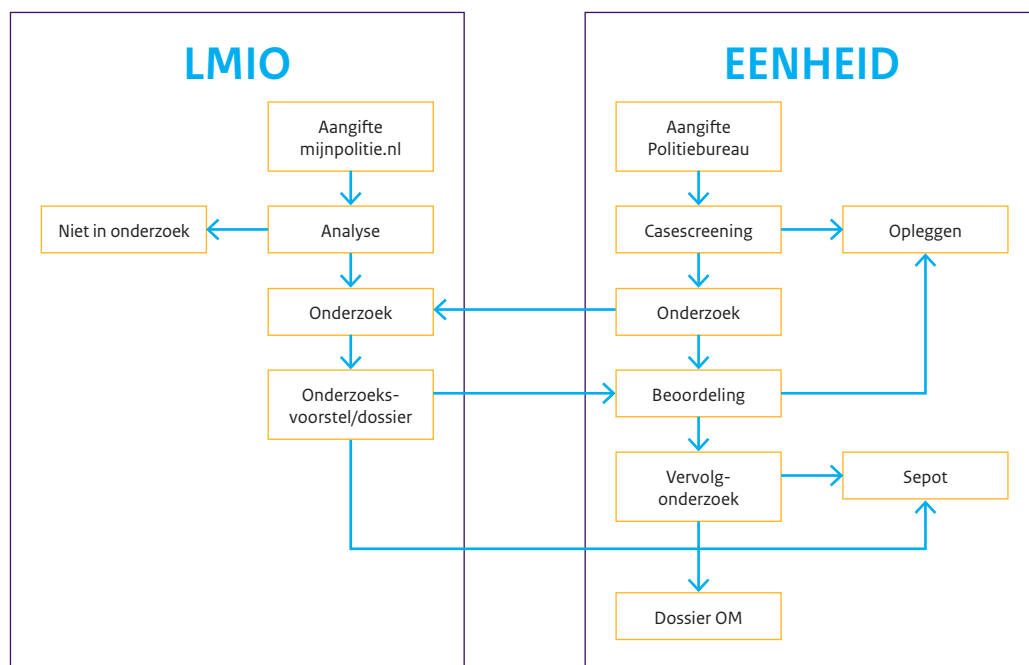 LMIO
Aangifte
mijnpolitie.nl
Niet in onderzoek
Analyse
Onderzoek
Onderzoeks-
voorstel/dossier
EENHEID
Aangifte
Politiebureau
Casescreening
Opleggen
Onderzoek
Beoordeling
Vervolg-
onderzoek
Sepot
Dossier OM